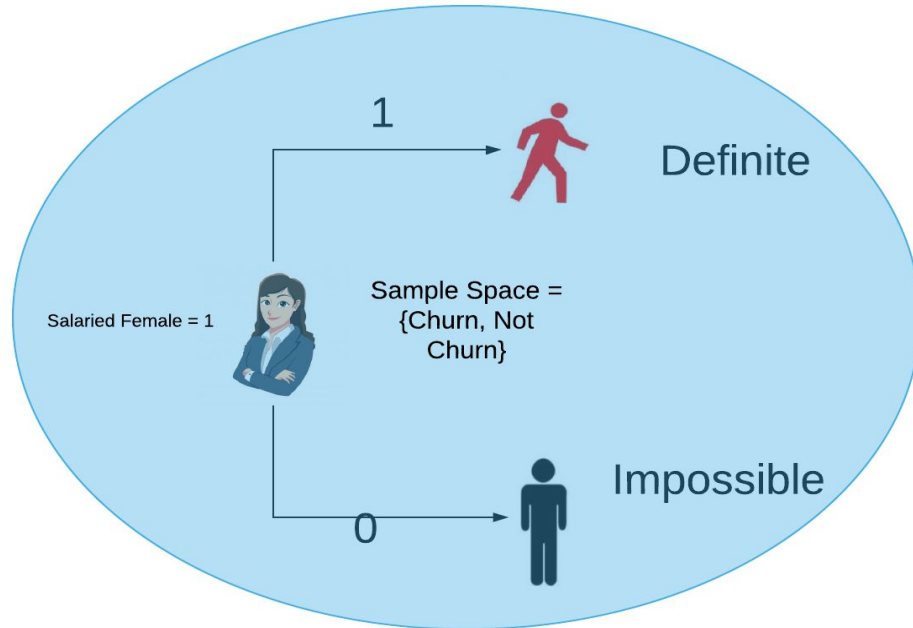 1
Definite
Salaried Female = 1
Sample Space =
{Churn, Not
Churn}
Impossible
0